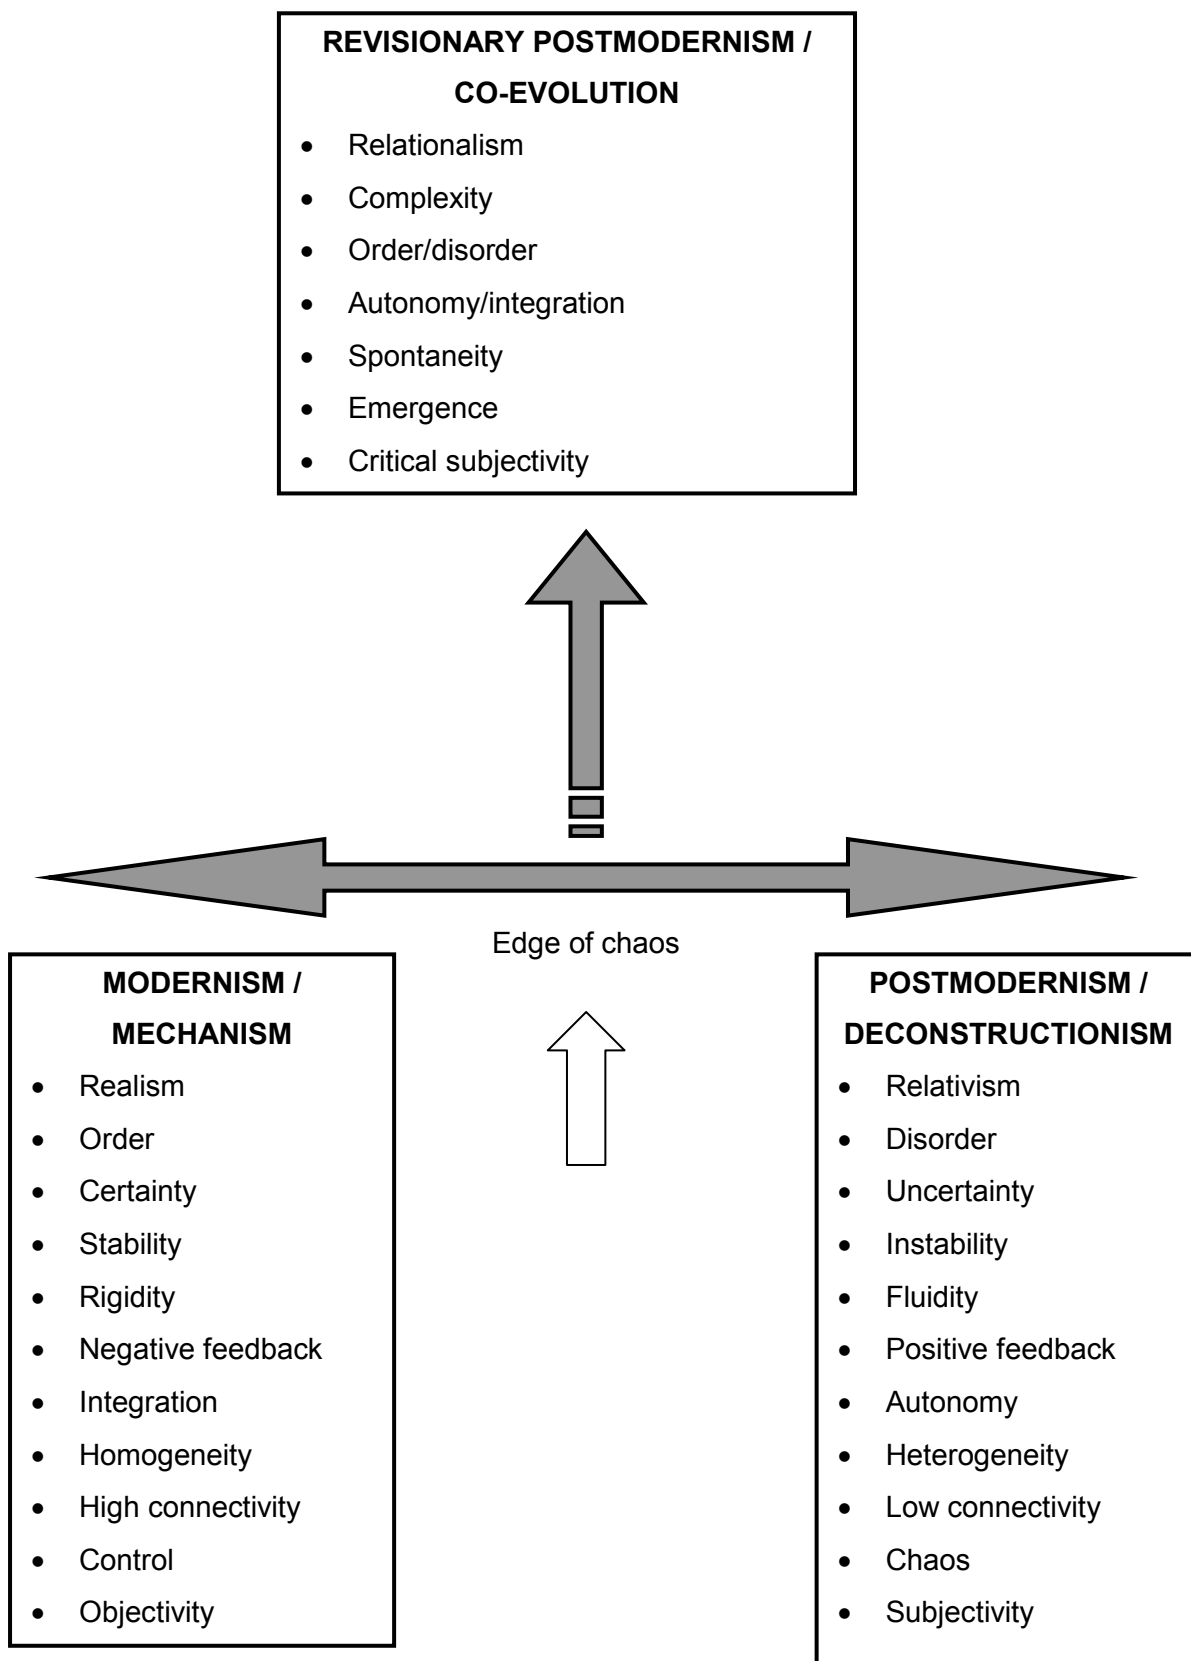 REVISIONARY POSTMODERNISM /
CO-EVOLUTION
• Relationalism
• Complexity
• Order/disorder
• Autonomy/integration
• Spontaneity
• Emergence
• Critical subjectivity
Edge of chaos
MODERNISM /
MECHANISM
• Realism
• Order
• Certainty
• Stability
• Rigidity
• Negative feedback
• Integration
• Homogeneity
• High connectivity
• Control
• Objectivity
POSTMODERNISM /
DECONSTRUCTIONISM
• Relativism
• Disorder
• Uncertainty
• Instability
• Fluidity
• Positive feedback
• Autonomy
• Heterogeneity
• Low connectivity
• Chaos
• Subjectivity